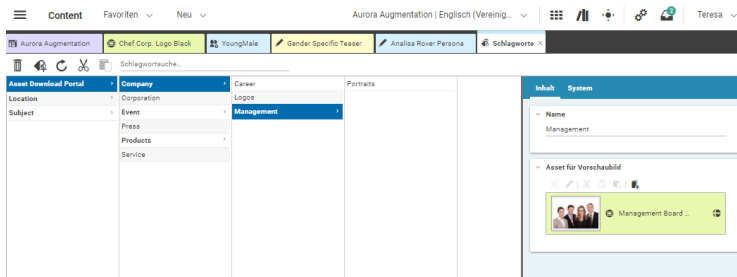 Content Favoriten Neu Aurora Augmentation | Englisch (Vereinig... 2 Teresa
Aurora Augmentation Chef Corp. Logo Black YoungMale Gender Specific Teaser Analisa Rover Persona Schlagworte ×
Schlagwortsuche...
Asset Download Portal Company Career Portraits
Location Corporation Logos
Subject Event Management
Press
Products
Service
Inhalt System
Name
Management
Asset für Vorschaubild
Management Board ...